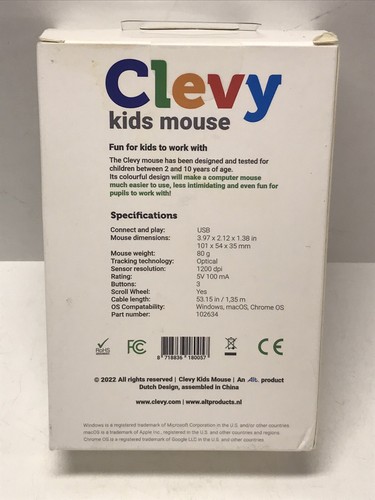 Clevy
kids mouse
Fun for kids to work with
The Clevy mouse has been designed and tested for
children between 2 and 10 years of age.
Its colourful design will make a computer mouse
much easier to use, less intimidating and even fun for
pupils to work with!
Specifications
Connect and play: USB
Mouse dimensions: 3.97 x 2.12 x 1.38 in
101 x 54 x 35 mm
Mouse weight: 80 g
Tracking technology: Optical
Sensor resolution: 1200 dpi
Rating: 5V 100 mA
Buttons: 3
Scroll Wheel: Yes
Cable length: 53.15 in / 1,35 m
OS Compatability: Windows, macOS, Chrome OS
Part number: 102634
RoHS FC 8 718836 180057 CE
© 2022 All rights reserved | Clevy Kids Mouse | An Alt. product
Dutch Design, assembled in China
www.clevy.com | www.altproducts.nl
Windows is a registered trademark of Microsoft Corporation in the U.S. and/or other countries.
macOS is a trademark of Apple Inc., registered in the U.S. and other countries and regions.
Chrome OS is a registered trademark of Google LLC in the U.S. and other countries.